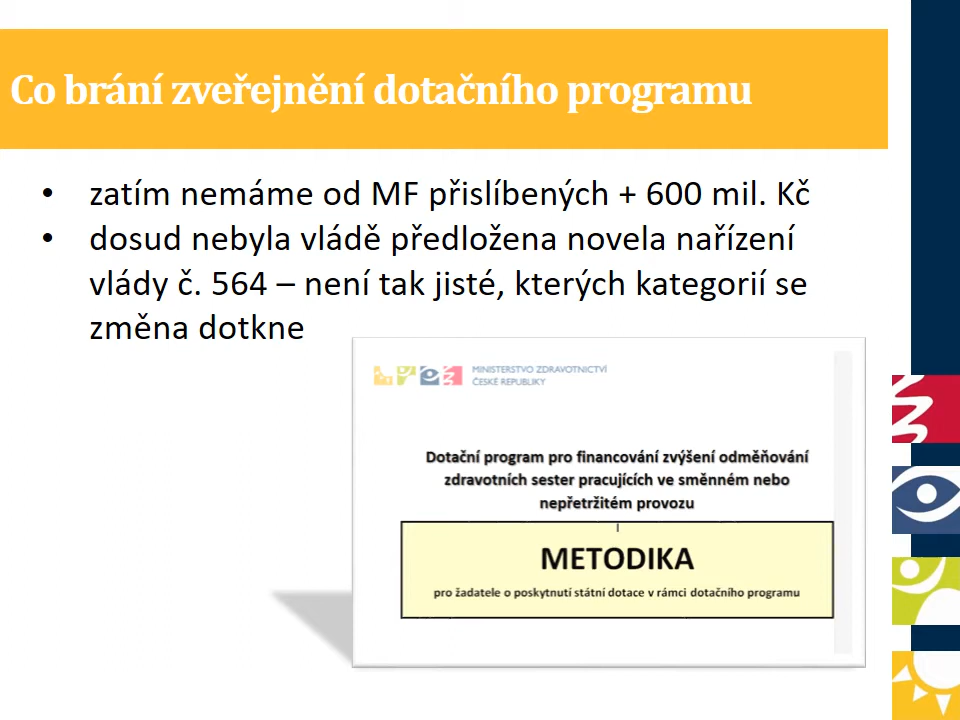 Co brání zveřejnění dotačního programu
• zatím nemáme od MF přislíbených + 600 mil. Kč
• dosud nebyla vládě předložena novela nařízení
vlády č. 564 – není tak jisté, kterých kategorií se
změna dotkne
MINISTERSTVO ZDRAVOTNICTVÍ
ČESKÉ REPUBLIKY
Dotační program pro financování zvýšení odměňování
zdravotních sester pracujících ve směnném nebo
nepřetržitém provozu
METODIKA
pro žadatele o poskytnutí státní dotace v rámci dotačního programu